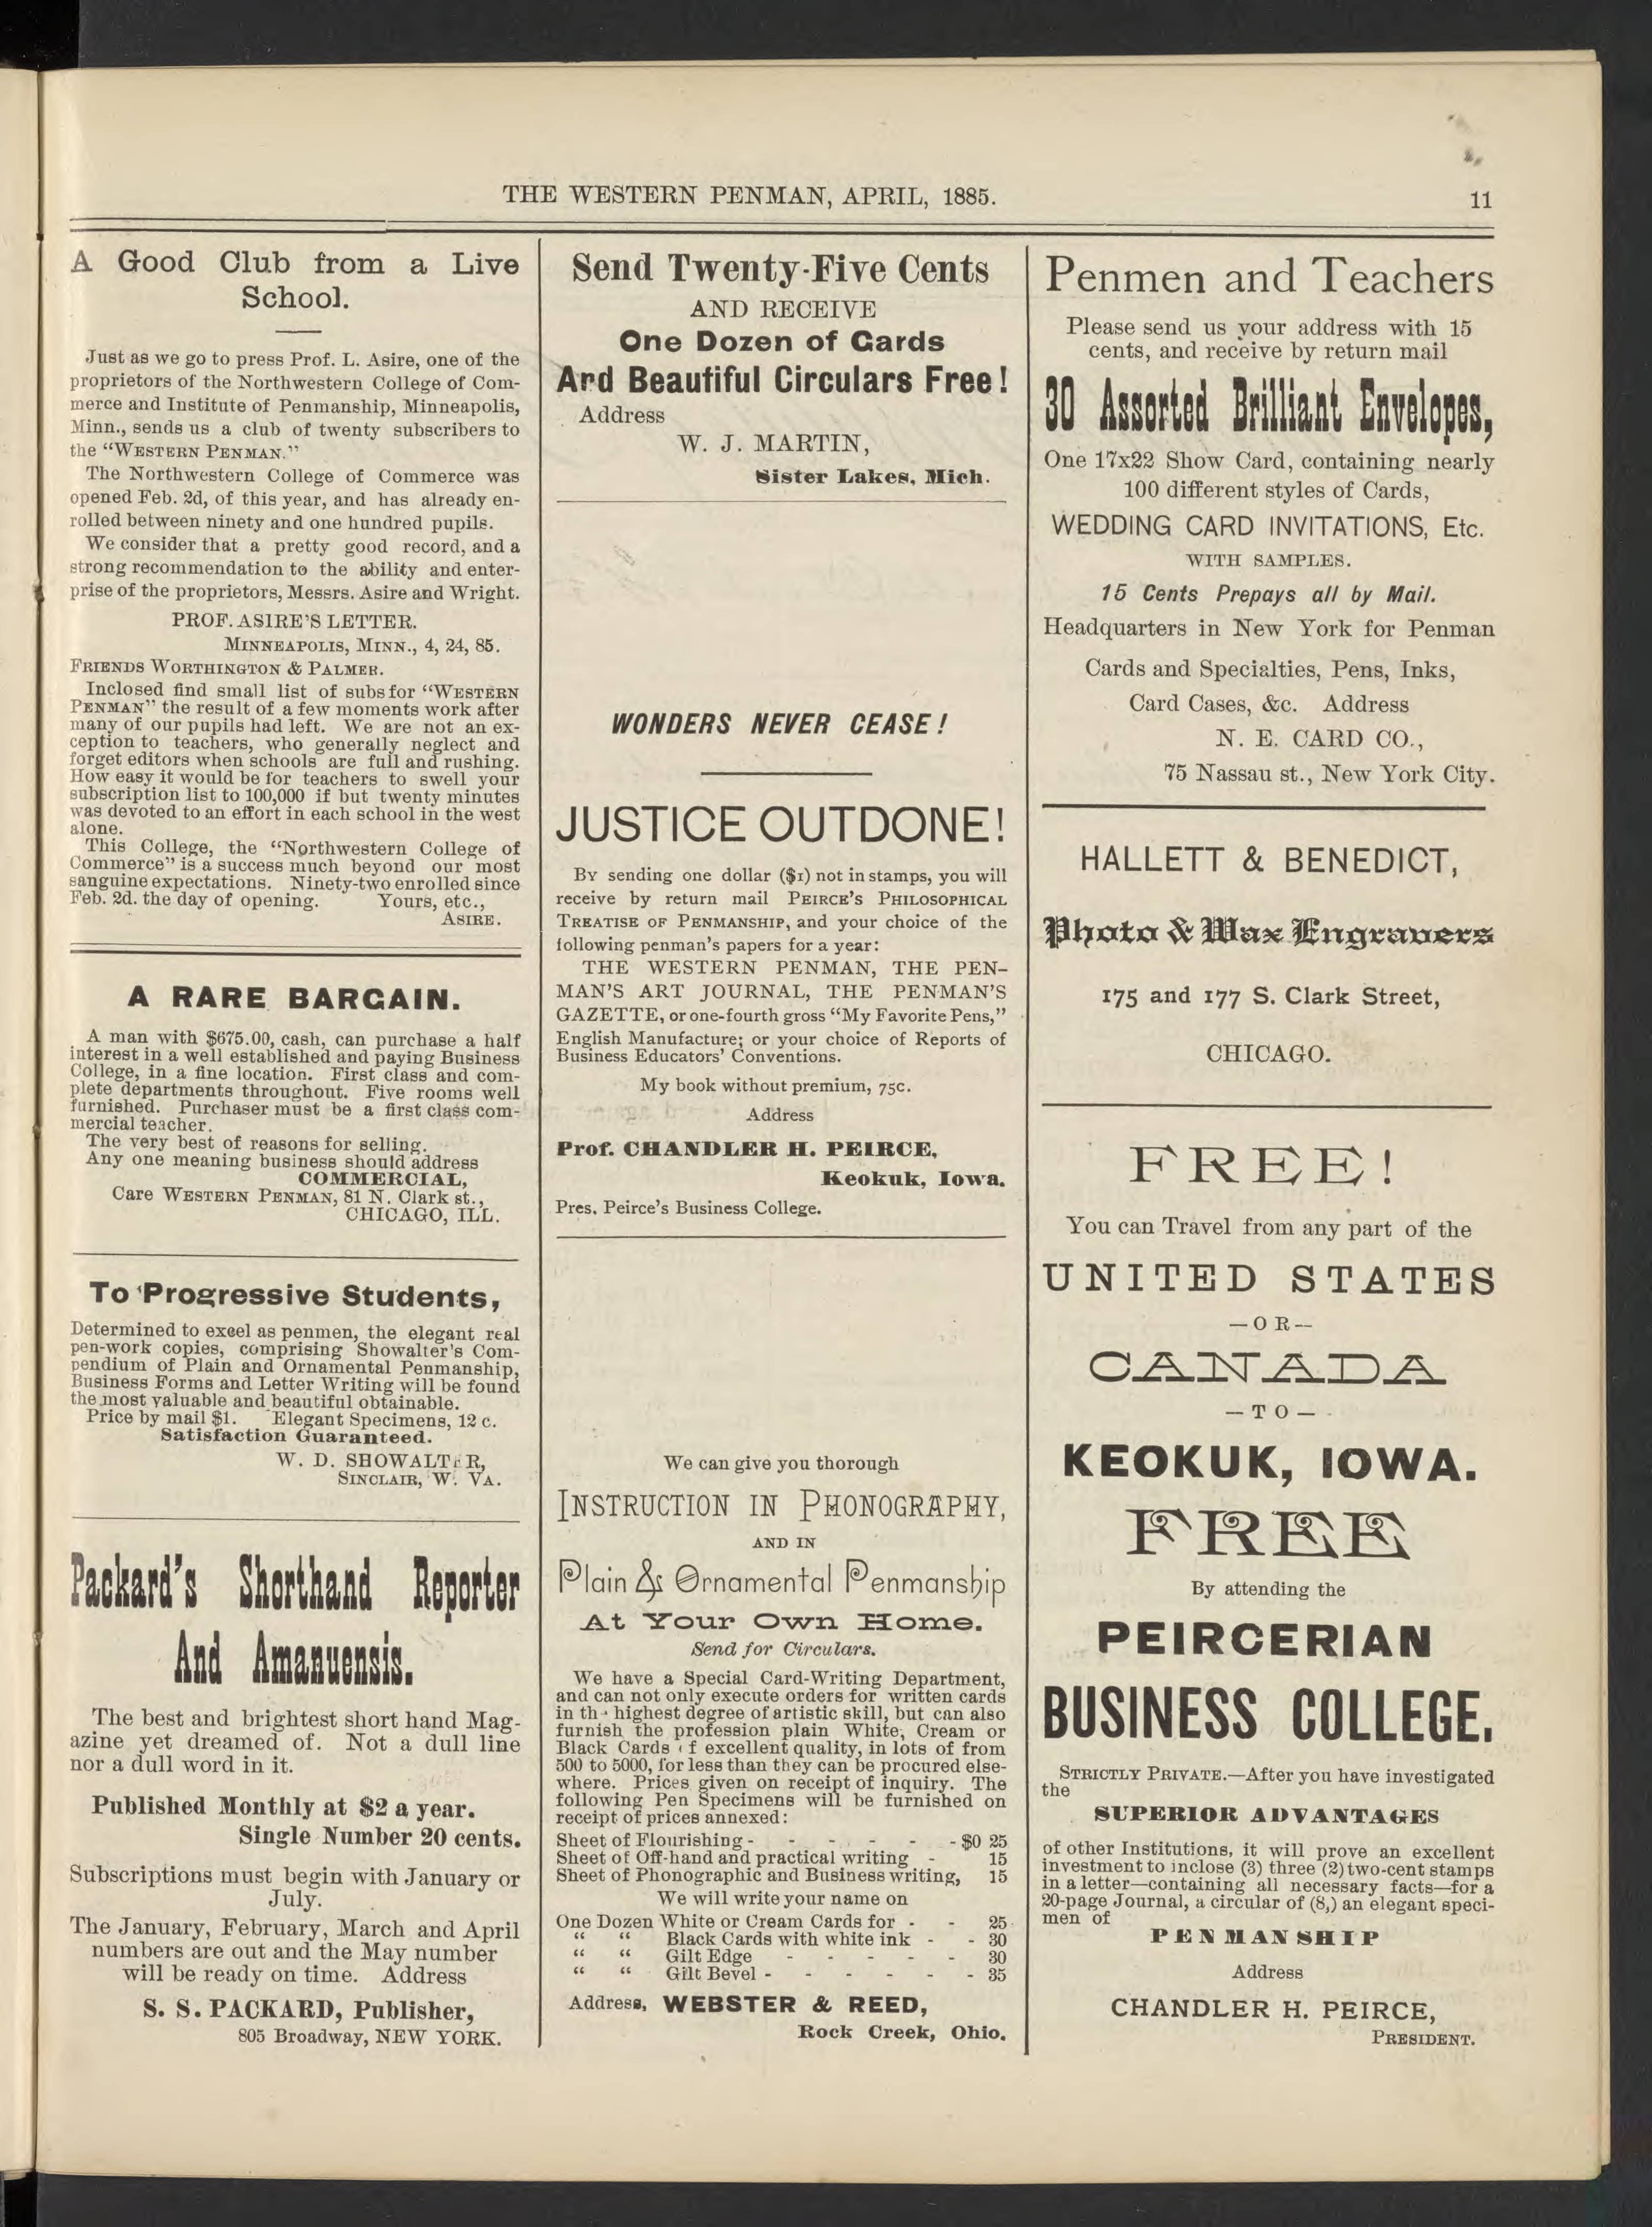 THE WESTERN PENMAN, APRIL, 1885.
11
A Good Club from a Live
School.
Just as we go to press Prof. L. Asire, one of the
proprietors of the Northwestern College of Com-
merce and Institute of Penmanship, Minneapolis,
Minn., sends us a club of twenty subscribers to
the "WESTERN PENMAN."
The Northwestern College of Commerce was
opened Feb. 2d, of this year, and has already en-
rolled between ninety and one hundred pupils.
We consider that a pretty good record, and a
strong recommendation to the ability and enter-
prise of the proprietors, Messrs. Asire and Wright.
PROF. ASIRE'S LETTER.
MINNEAPOLIS, MINN., 4, 24, 85.
FRIENDS WORTHINGTON & PALMER.
Inclosed find small list of subs for "WESTERN
PENMAN" the result of a few moments work after
many of our pupils had left. We are not an ex-
ception to teachers, who generally neglect and
forget editors when schools are full and rushing.
How easy it would be for teachers to swell your
subscription list to 100,000 if but twenty minutes
was devoted to an effort in each school in the west
alone.
This College, the "Northwestern College of
Commerce" is a success much beyond our most
sanguine expectations. Ninety-two enrolled since
Feb. 2d. the day of opening. Yours, etc.,
ASIRE.
A RARE BARGAIN.
A man with $675.00, cash, can purchase a half
interest in a well established and paying Business
College, in a fine location. First class and com-
plete departments throughout. Five rooms well
furnished. Purchaser must be a first class com-
mercial teacher.
The very best of reasons for selling.
Any one meaning business should address
COMMERCIAL,
Care WESTERN PENMAN, 81 N. Clark st.,
CHICAGO, ILL.
To Progressive Students,
Determined to excel as penmen, the elegant real
pen-work copies, comprising Showalter's Com-
pendium of Plain and Ornamental Penmanship,
Business Forms and Letter Writing will be found
the most valuable and beautiful obtainable.
Price by mail $1. Elegant Specimens, 12 c.
Satisfaction Guaranteed.
W. D. SHOWALTER,
SINCLAIR, W. VA.
Packard's Shorthand Reporter
And Amanuensis.
The best and brightest short hand Mag-
azine yet dreamed of. Not a dull line
nor a dull word in it.
Published Monthly at $2 a year.
Single Number 20 cents.
Subscriptions must begin with January or
July.
The January, February, March and April
numbers are out and the May number
will be ready on time. Address
S. S. PACKARD, Publisher,
805 Broadway, NEW YORK.
Send Twenty-Five Cents
AND RECEIVE
One Dozen of Cards
And Beautiful Circulars Free!
Address
W. J. MARTIN,
Sister Lakes, Mich.
WONDERS NEVER CEASE!
JUSTICE OUTDONE!
BY sending one dollar ($1) not in stamps, you will
receive by return mail PEIRCE'S PHILOSOPHICAL
TREATISE OF PENMANSHIP, and your choice of the
following penman's papers for a year:
THE WESTERN PENMAN, THE PEN-
MAN'S ART JOURNAL, THE PENMAN'S
GAZETTE, or one-fourth gross "My Favorite Pens,"
English Manufacture; or your choice of Reports of
Business Educators' Conventions.
My book without premium, 75c.
Address
Prof. CHANDLER H. PEIRCE,
Keokuk, Iowa.
Pres. Peirce's Business College.
We can give you thorough
INSTRUCTION IN PHONOGRAPHY,
AND IN
Plain & Ornamental Penmanship
At Your Own Home.
Send for Circulars.
We have a Special Card-Writing Department,
and can not only execute orders for written cards
in the highest degree of artistic skill, but can also
furnish the profession plain White, Cream or
Black Cards of excellent quality, in lots of from
500 to 5000, for less than they can be procured else-
where. Prices given on receipt of inquiry. The
following Pen Specimens will be furnished on
receipt of prices annexed:
Sheet of Flourishing - - - - - - $0 25
Sheet of Off-hand and practical writing - 15
Sheet of Phonographic and Business writing, 15
We will write your name on
One Dozen White or Cream Cards for - - 25
" " Black Cards with white ink - - 30
" " Gilt Edge - - - - - 30
" " Gilt Bevel - - - - - - 35
Address, WEBSTER & REED,
Rock Creek, Ohio.
Penmen and Teachers
Please send us your address with 15
cents, and receive by return mail
30 Assorted Brilliant Envelopes,
One 17x22 Show Card, containing nearly
100 different styles of Cards,
WEDDING CARD INVITATIONS, Etc.
WITH SAMPLES.
15 Cents Prepays all by Mail.
Headquarters in New York for Penman
Cards and Specialties, Pens, Inks,
Card Cases, &c. Address
N. E. CARD CO.,
75 Nassau st., New York City.
HALLETT & BENEDICT,
Photo & Wax Engravers
175 and 177 S. Clark Street,
CHICAGO.
FREE!
You can Travel from any part of the
UNITED STATES
—OR—
CANADA
—TO—
KEOKUK, IOWA.
FREE
By attending the
PEIRCERIAN
BUSINESS COLLEGE.
STRICTLY PRIVATE.—After you have investigated
the
SUPERIOR ADVANTAGES
of other Institutions, it will prove an excellent
investment to inclose (3) three (2) two-cent stamps
in a letter—containing all necessary facts—for a
20-page Journal, a circular of (8,) an elegant speci-
men of
PENMANSHIP
Address
CHANDLER H. PEIRCE,
PRESIDENT.